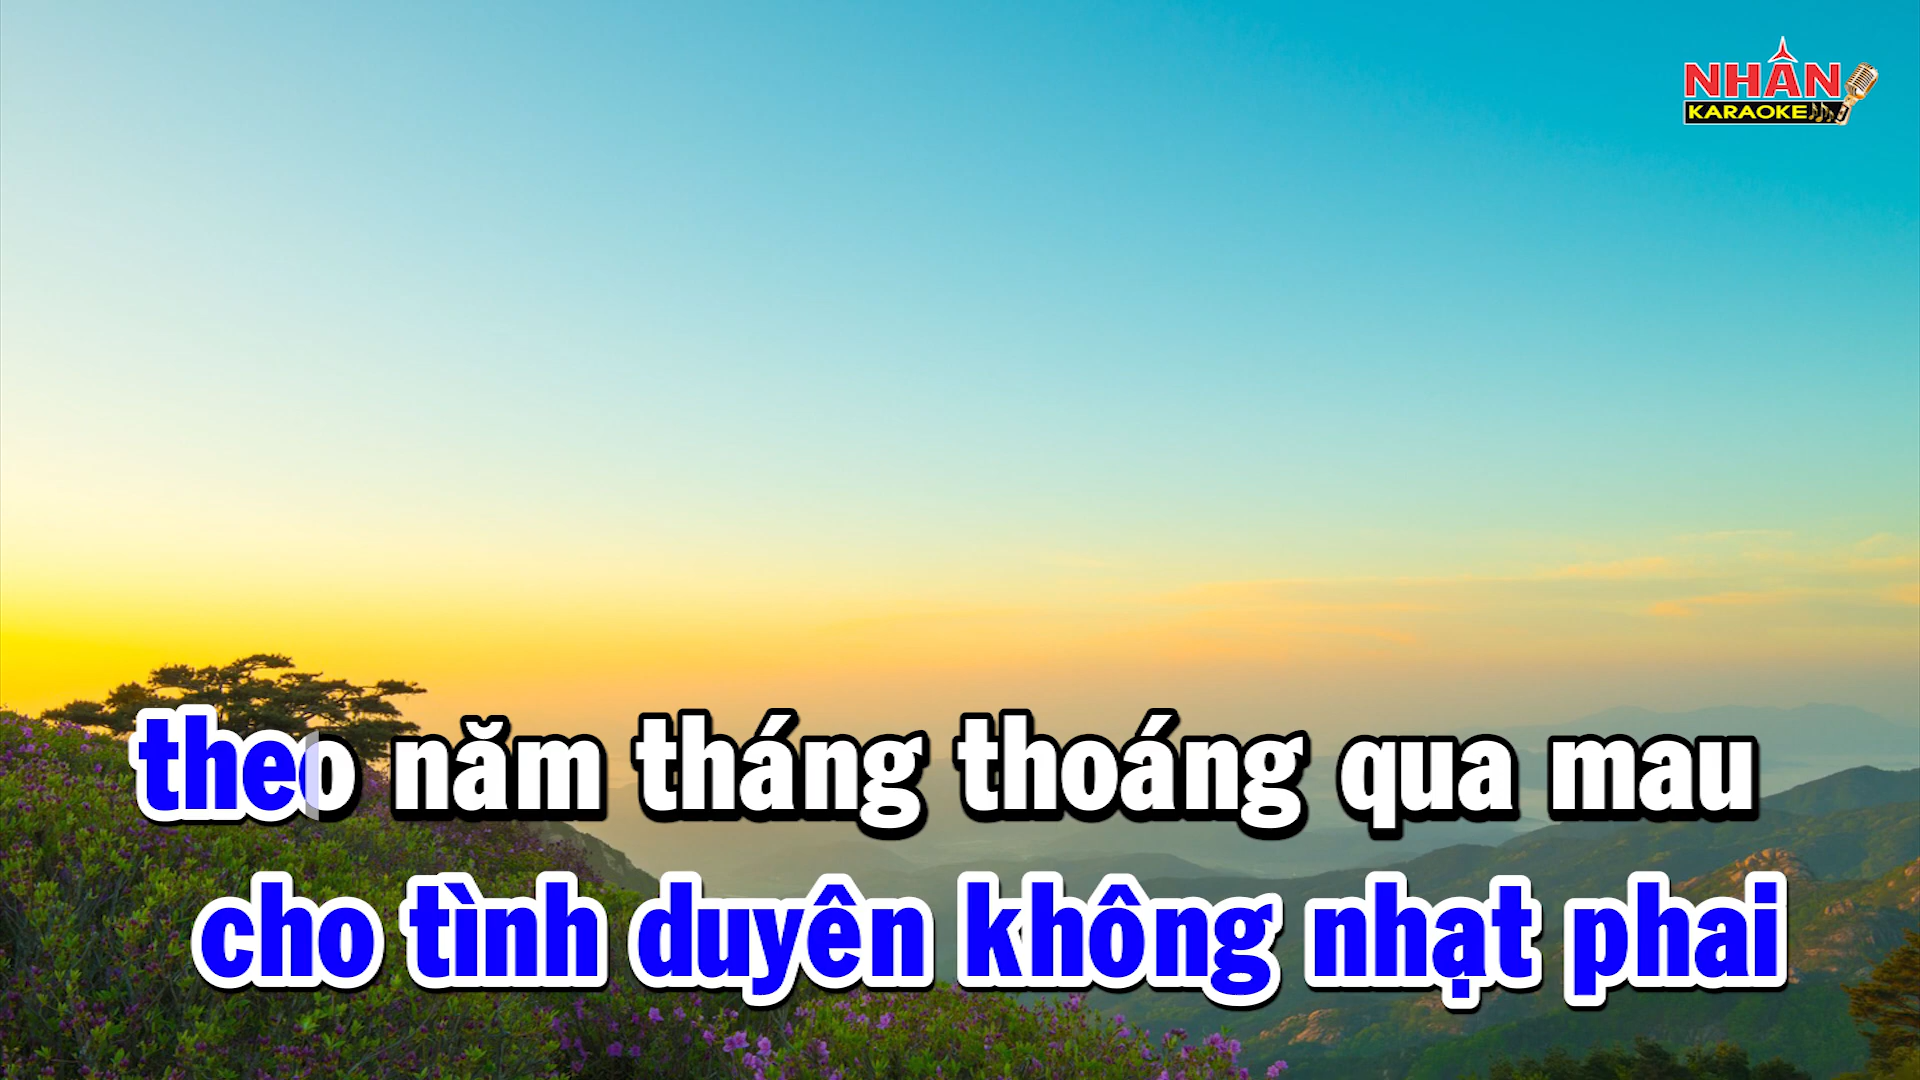 NHÂN
KARAOKE
theo năm tháng thoáng qua mau
cho tình duyên không nhạt phai